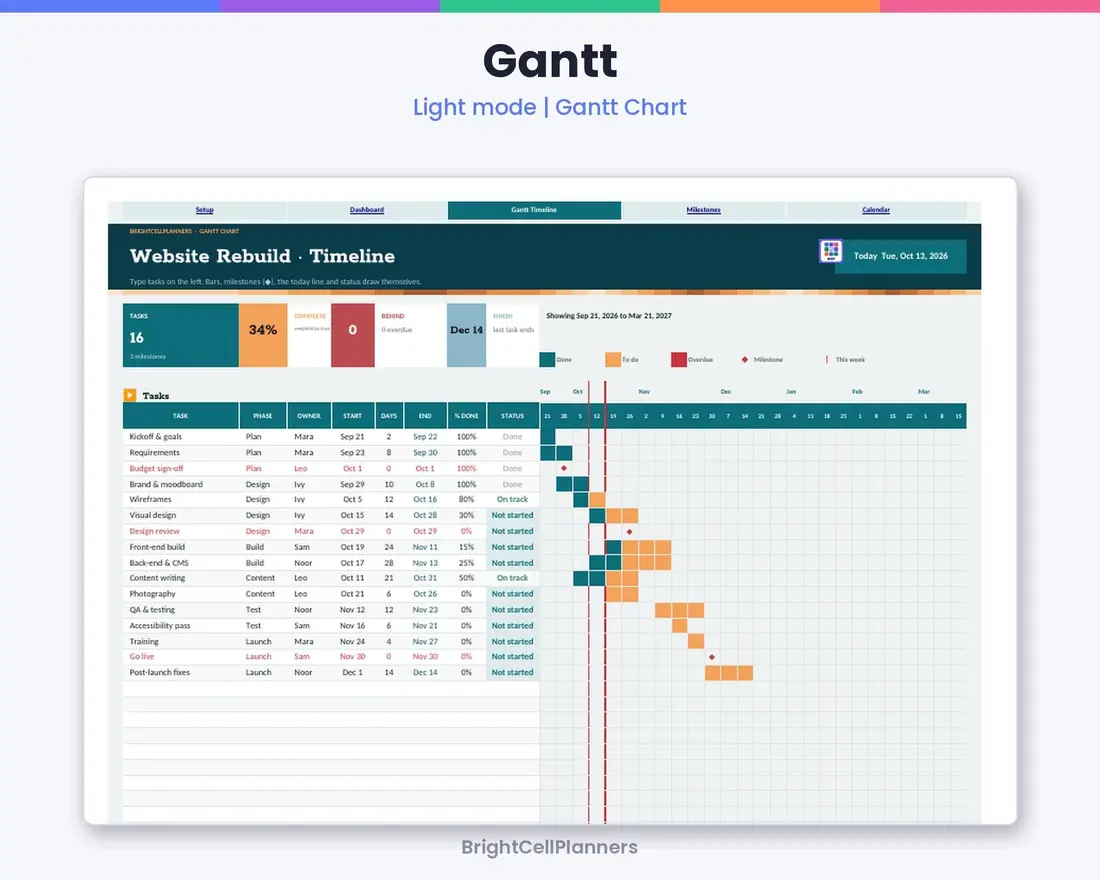 Gantt
Light mode | Gantt Chart
Setup Dashboard Gantt Timeline Milestones Calendar
BRIGHTCELLPLANNERS · GANTT CHART
Website Rebuild · Timeline
Today Tue, Oct 13, 2026
Type tasks on the left. Bars, milestones (◆), the today line and status draw themselves.
TASKS
16
3 milestones
34%
COMPLETE
0
BEHIND
0 overdue
Dec 14
FINISH
last task ends
Showing Sep 21, 2026 to Mar 21, 2027
Done To do Overdue Milestone This week
Tasks
Sep Oct Nov Dec Jan Feb Mar
TASK PHASE OWNER START DAYS END % DONE STATUS 21 28 5 12 19 26 2 9 16 23 30 7 14 21 28 4 11 18 25 1 8 15 22 1 8 15
Kickoff & goals Plan Mara Sep 21 2 Sep 22 100% Done
Requirements Plan Mara Sep 23 8 Sep 30 100% Done
Budget sign-off Plan Leo Oct 1 0 Oct 1 100% Done
Brand & moodboard Design Ivy Sep 29 10 Oct 8 100% Done
Wireframes Design Ivy Oct 5 12 Oct 16 80% On track
Visual design Design Ivy Oct 15 14 Oct 28 30% Not started
Design review Design Mara Oct 29 0 Oct 29 0% Not started
Front-end build Build Sam Oct 19 24 Nov 11 15% Not started
Back-end & CMS Build Noor Oct 17 28 Nov 13 25% Not started
Content writing Content Leo Oct 11 21 Oct 31 50% On track
Photography Content Leo Oct 21 6 Oct 26 0% Not started
QA & testing Test Noor Nov 12 12 Nov 23 0% Not started
Accessibility pass Test Sam Nov 16 6 Nov 21 0% Not started
Training Launch Mara Nov 24 4 Nov 27 0% Not started
Go live Launch Sam Nov 30 0 Nov 30 0% Not started
Post-launch fixes Launch Noor Dec 1 14 Dec 14 0% Not started
BrightCellPlanners